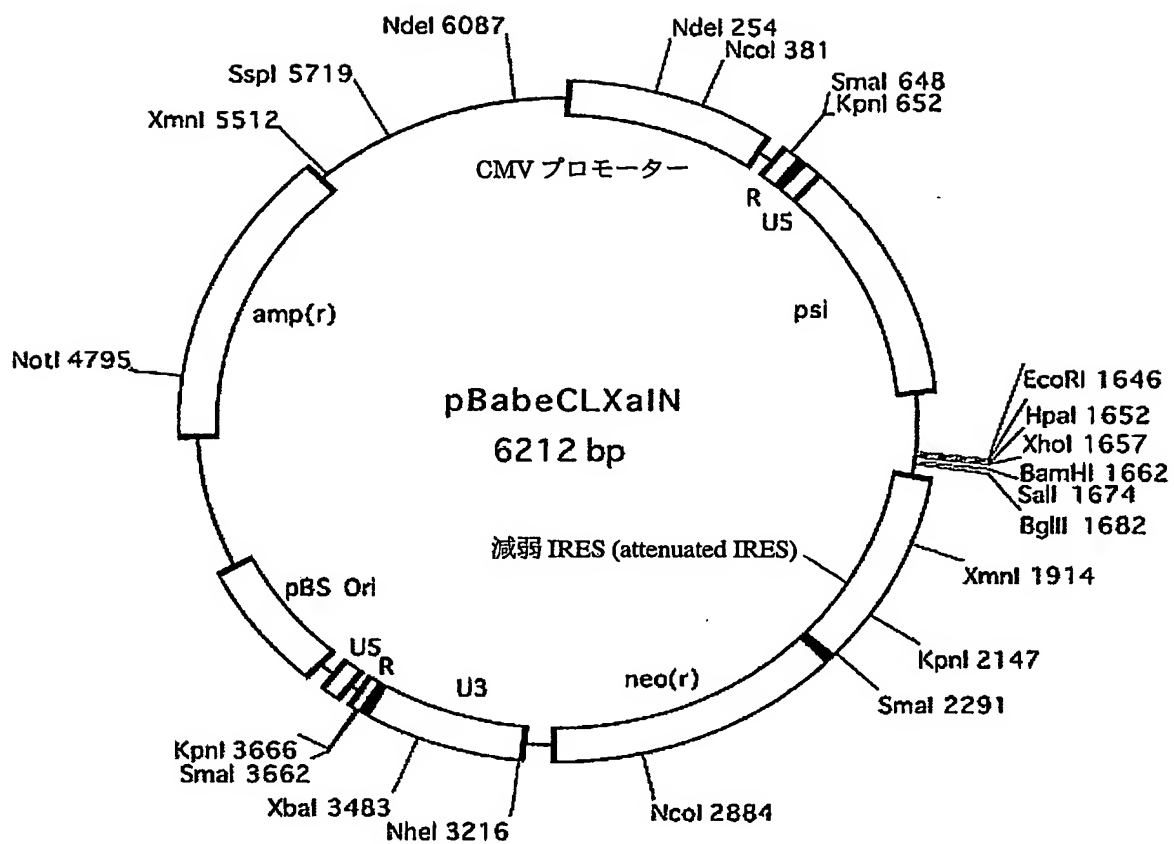 NdeI 6087
NdeI 254
NcoI 381
SspI 5719
SmaI 648
KpnI 652
XmnI 5512
CMV プロモーター
R
U5
amp(r)
psi
NotI 4795
EcoRI 1646
HpaI 1652
XhoI 1657
BamHI 1662
SalI 1674
BglII 1682
pBabeCLXaIN
6212 bp
減弱 IRES (attenuated IRES)
XmnI 1914
pBS Ori
U5
R
U3
neo(r)
KpnI 2147
SmaI 2291
KpnI 3666
SmaI 3662
XbaI 3483
NheI 3216
NcoI 2884